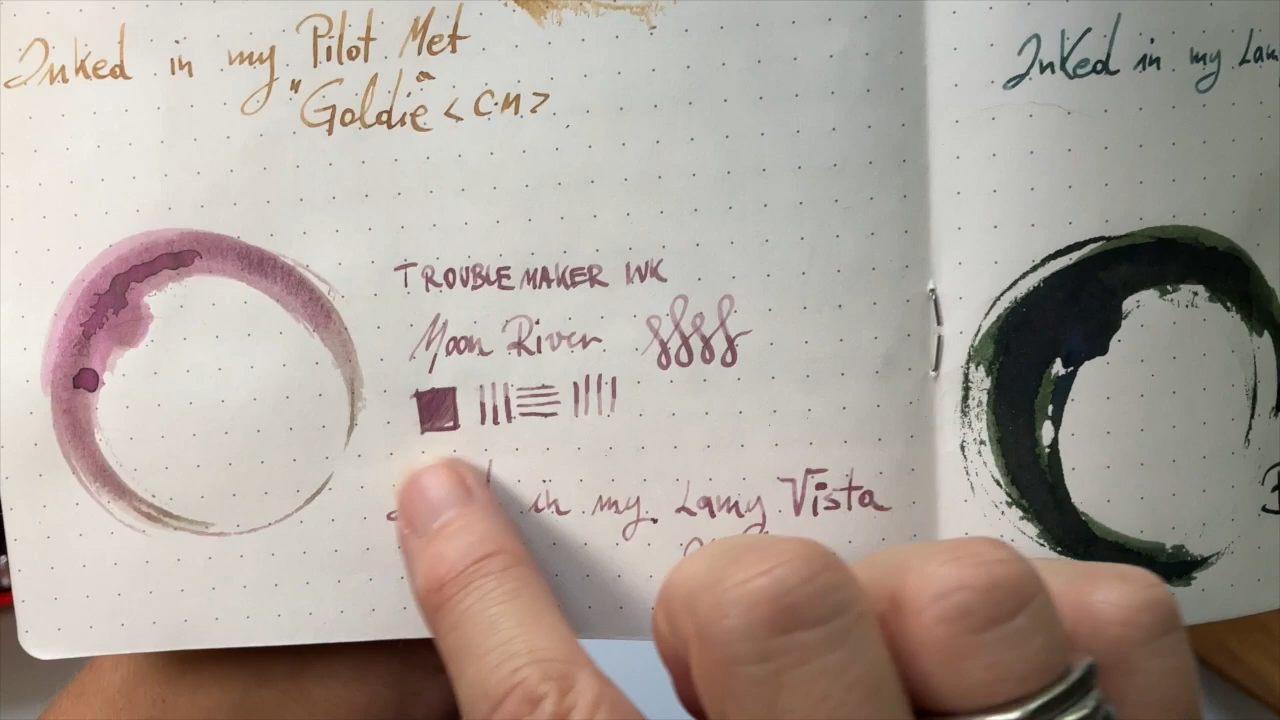 Inked in my Pilot Met
"Goldie" <CM>
TROUBLEMAKER INK
Moon River
in my Lamy Vista
Inked in my Lam